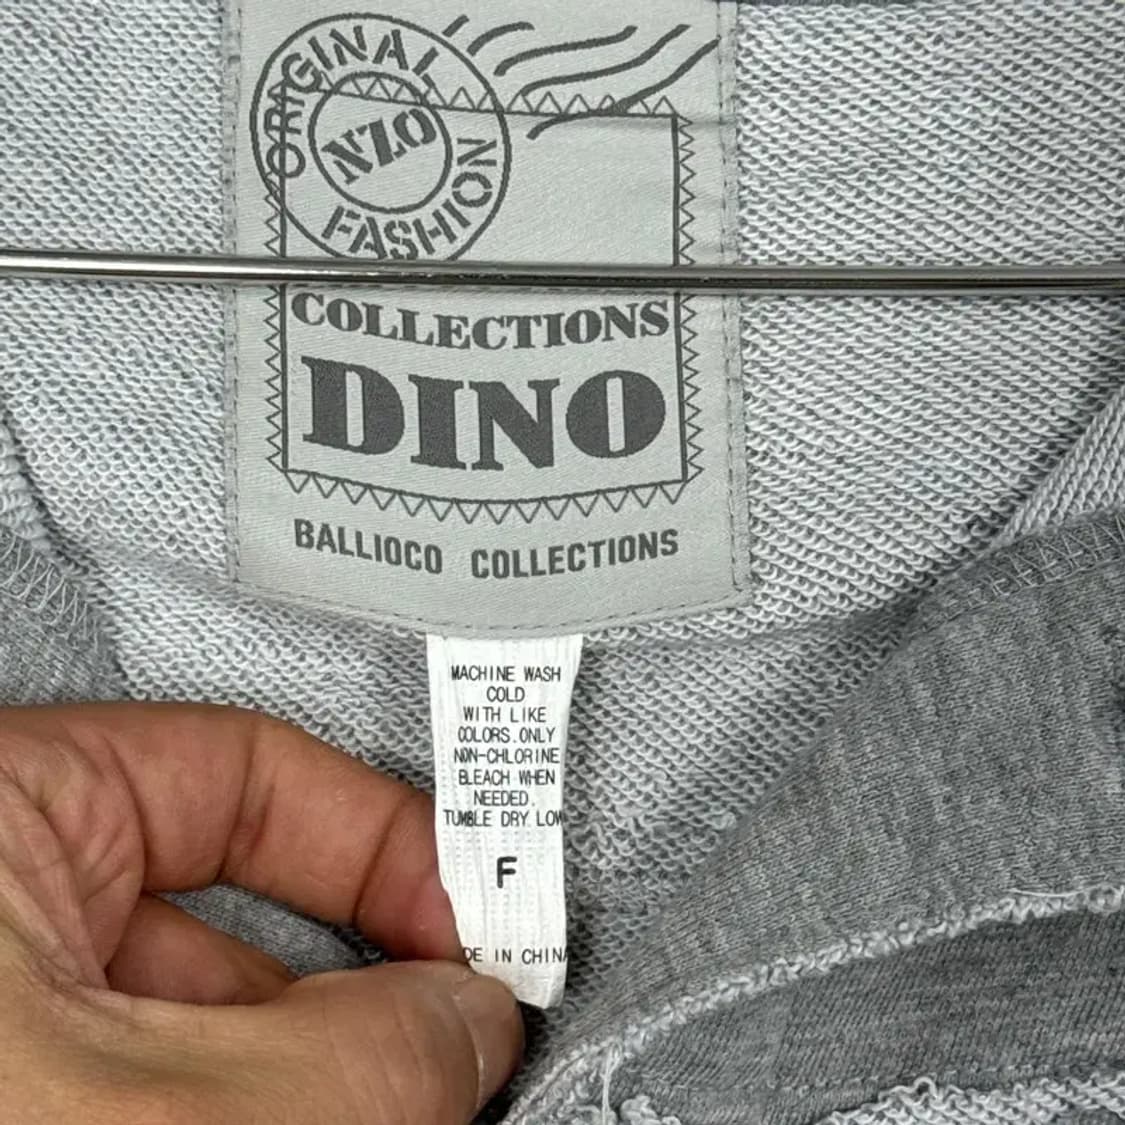 ORIGINAL
NZO
FASHION
COLLECTIONS
DINO
BALLIOCO COLLECTIONS
MACHINE WASH
COLD
WITH LIKE
COLORS.ONLY
NON-CHLORINE
BLEACH WHEN
NEEDED.
TUMBLE DRY LOW
F
DE IN CHINA